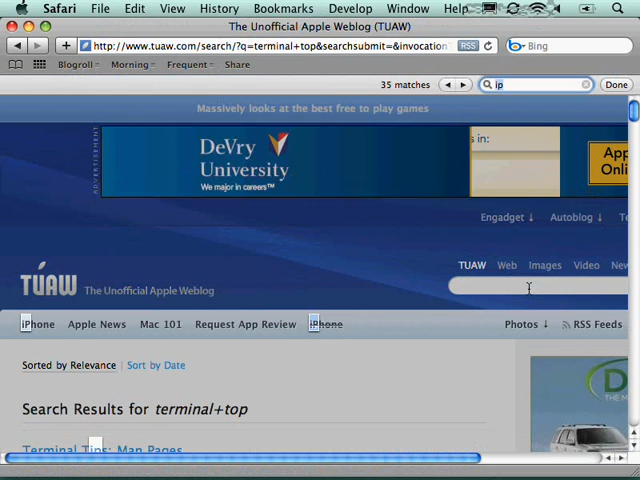 Safari File Edit View History Bookmarks Develop Window Help
The Unofficial Apple Weblog (TUAW)
http://www.tuaw.com/search/?q=terminal+top&searchsubmit=&invocation RSS Bing
Blogroll Morning Frequent Share
35 matches ip Done
Massively looks at the best free to play games
ADVERTISEMENT
DeVry University
We major in careers™
s in:
App
Onli
Engadget ↓ Autoblog ↓ Te
TUAW Web Images Video New
TUAW The Unofficial Apple Weblog
iPhone Apple News Mac 101 Request App Review iPhone Photos ↓ RSS Feeds
Sorted by Relevance | Sort by Date
Search Results for terminal+top
Terminal Tips: Man Pages
D
THE M